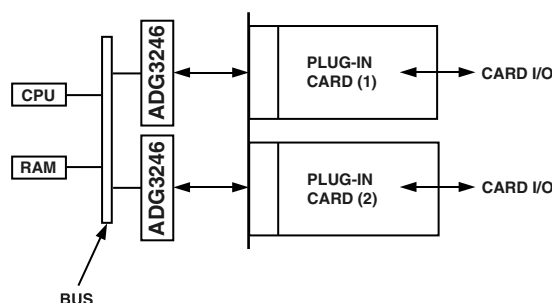 CPU
RAM
BUS
ADG3246
ADG3246
PLUG-IN
CARD (1)
CARD I/O
PLUG-IN
CARD (2)
CARD I/O